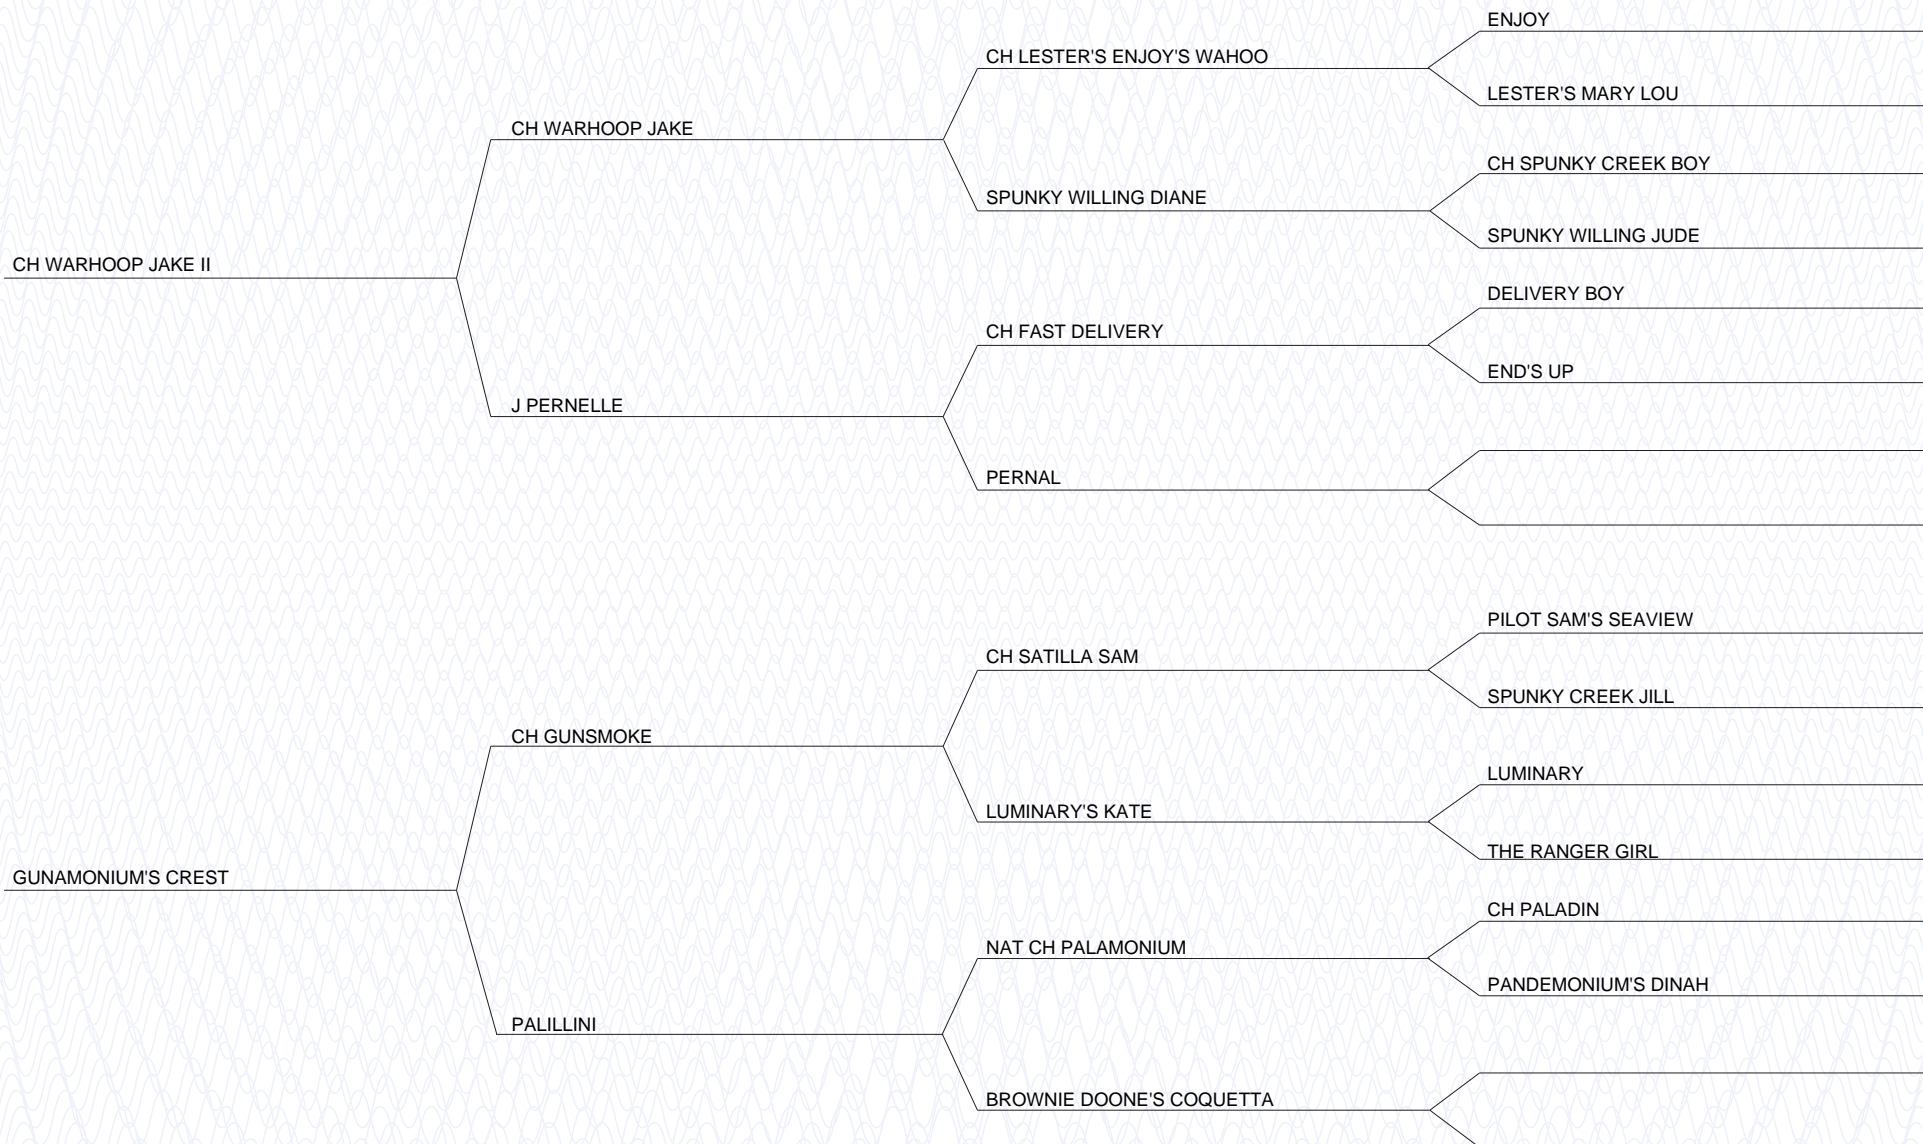 ENJOY
CH LESTER'S ENJOY'S WAHOO
LESTER'S MARY LOU
CH WARHOOP JAKE
CH SPUNKY CREEK BOY
SPUNKY WILLING DIANE
SPUNKY WILLING JUDE
CH WARHOOP JAKE II
DELIVERY BOY
CH FAST DELIVERY
END'S UP
J PERNELLE
PERNAL
PILOT SAM'S SEAVIEW
CH SATILLA SAM
SPUNKY CREEK JILL
CH GUNSMOKE
LUMINARY
LUMINARY'S KATE
THE RANGER GIRL
GUNAMONIUM'S CREST
CH PALADIN
NAT CH PALAMONIUM
PANDEMONIUM'S DINAH
PALILLINI
BROWNIE DOONE'S COQUETTA